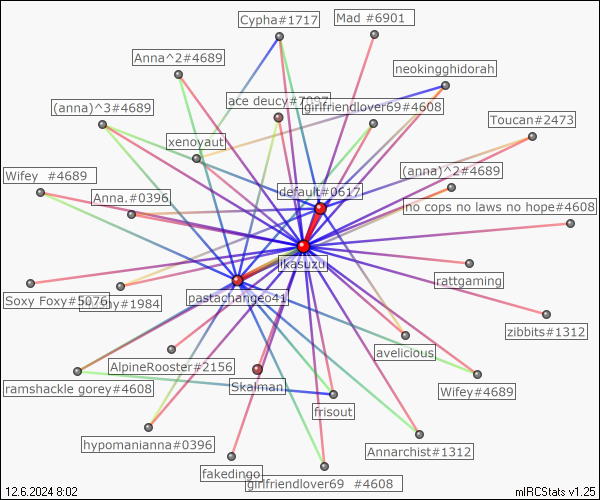 Cypha#1717
Mad #6901
Anna^2#4689
neokingghidorah
(anna)^3#4689
ace deucy#7097
girlfriendlover69#4608
Toucan#2473
xenoyaut
Wifey #4689
(anna)^2#4689
Anna.#0396
default#0617
no cops no laws no hope#4608
ikasuzu
rattgaming
Soxy Foxy#5076
#1984
pastachangeo41
zibbits#1312
avelicious
AlpineRooster#2156
ramshackle gorey#4608
Skalman
Wifey#4689
frisout
hypomanianna#0396
Annarchist#1312
fakedingo
girlfriendlover69 #4608
12.6.2024 8:02
mIRCStats v1.25